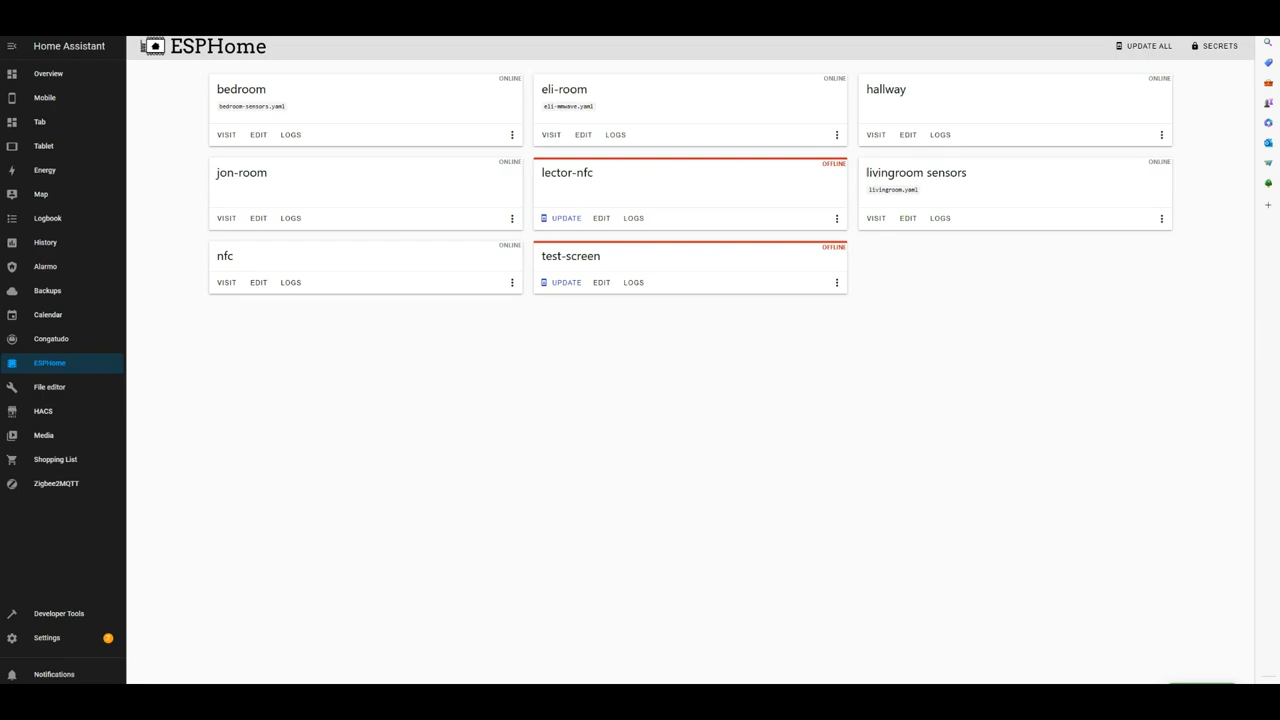 Home Assistant
ESPHome
UPDATE ALL
SECRETS
Overview
Mobile
Tab
Tablet
Energy
Map
Logbook
History
Alarmo
Backups
Calendar
Congatudo
ESPHome
File editor
HACS
Media
Shopping List
Zigbee2MQTT
Developer Tools
Settings
2
Notifications
ONLINE
bedroom
bedroom-sensors.yaml
VISIT EDIT LOGS
ONLINE
eli-room
eli-mmwave.yaml
VISIT EDIT LOGS
ONLINE
hallway
VISIT EDIT LOGS
ONLINE
jon-room
VISIT EDIT LOGS
OFFLINE
lector-nfc
UPDATE EDIT LOGS
ONLINE
livingroom sensors
livingroom.yaml
VISIT EDIT LOGS
ONLINE
nfc
VISIT EDIT LOGS
OFFLINE
test-screen
UPDATE EDIT LOGS